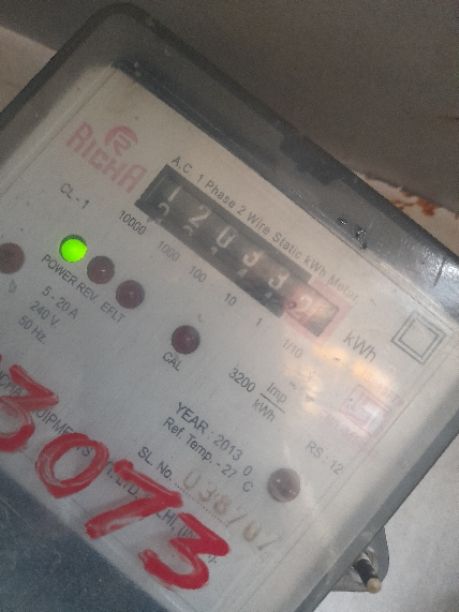 RICHA
A.C 1 Phase 2 Wire Static kWh Meter
CL-1
12033
10000 1000 100 10 1 1/10
kWh
POWER REV. EFLT
5 - 20 A
240 V
50 Hz
CAL
3200 Imp
kWh
YEAR - 2013
Ref. Temp. - 27 0
C
RS - 12
SL. No.
3073